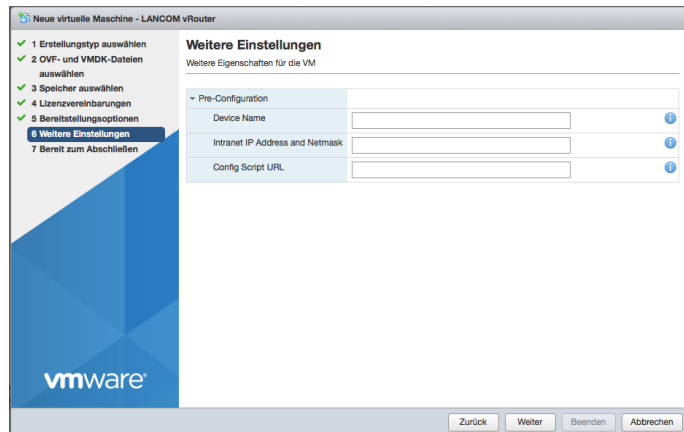 Neue virtuelle Maschine - LANCOM vRouter
1 Erstellungstyp auswählen
2 OVF- und VMDK-Dateien
auswählen
3 Speicher auswählen
4 Lizenzvereinbarungen
5 Bereitstellungsoptionen
6 Weitere Einstellungen
7 Bereit zum Abschließen
Weitere Einstellungen
Weitere Eigenschaften für die VM
Pre-Configuration
Device Name
Intranet IP Address and Netmask
Config Script URL
vmware®
Zurück
Weiter
Beenden
Abbrechen